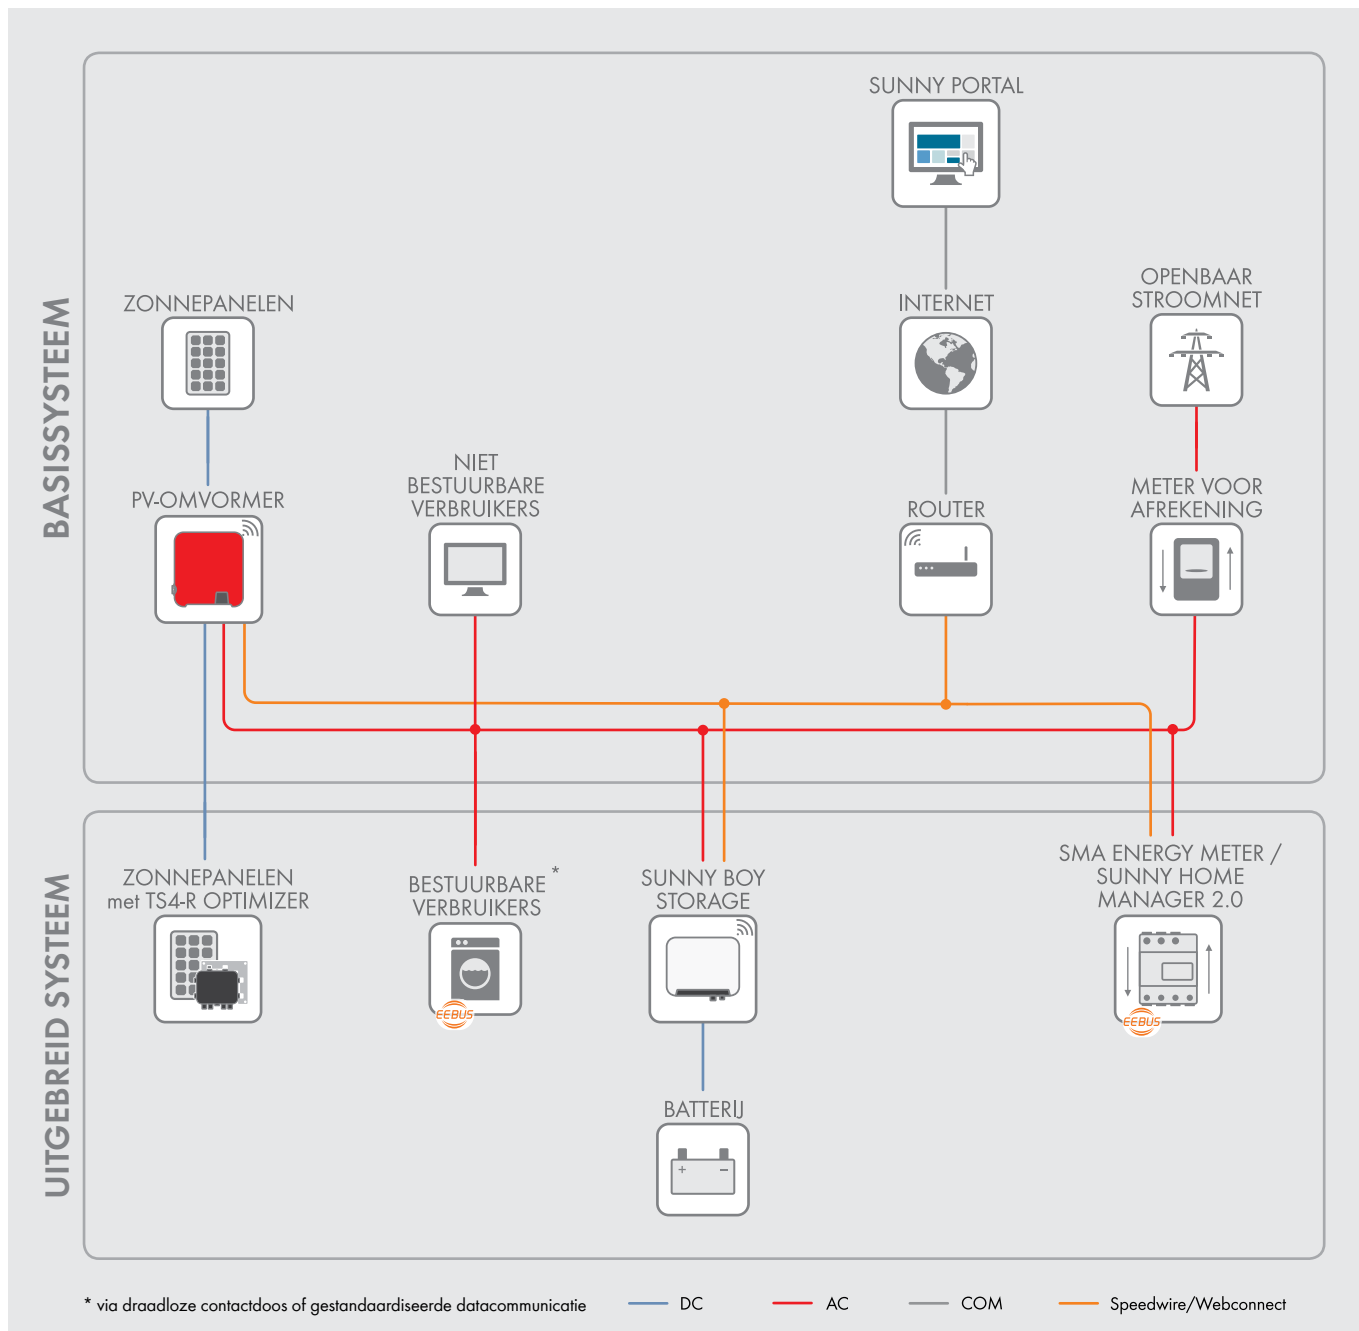 BASISSYSTEEM
SUNNY PORTAL
ZONNEPANELEN
INTERNET
OPENBAAR
STROOMNET
PV-OMVORMER
NIET
BESTUURBARE
VERBRUIKERS
ROUTER
METER VOOR
AFREKENING
UITGEBREID SYSTEEM
ZONNEPANELEN
met TS4-R OPTIMIZER
BESTUURBARE *
VERBRUIKERS
EEBUS
SUNNY BOY
STORAGE
SMA ENERGY METER /
SUNNY HOME
MANAGER 2.0
EEBUS
BATTERIJ
+ −
* via draadloze contactdoos of gestandaardiseerde datacommunicatie
DC
AC
COM
Speedwire/Webconnect